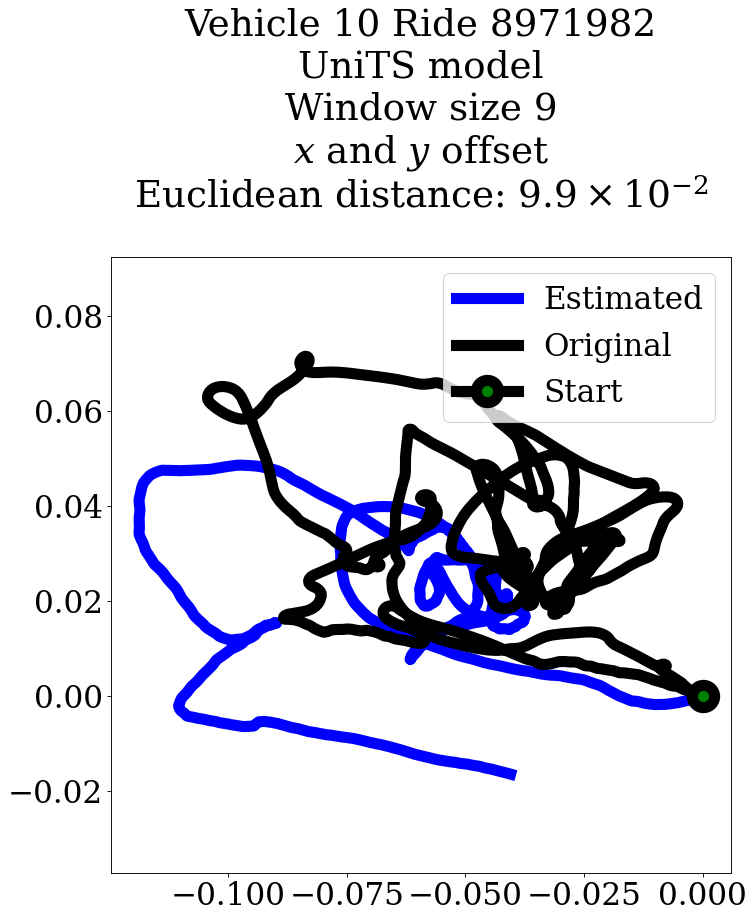 Vehicle 10 Ride 8971982
UniTS model
Window size 9
x and y offset
Euclidean distance: 9.9 × 10⁻²
Estimated
Original
Start
0.08
0.06
0.04
0.02
0.00
−0.02
−0.100 −0.075 −0.050 −0.025 0.000